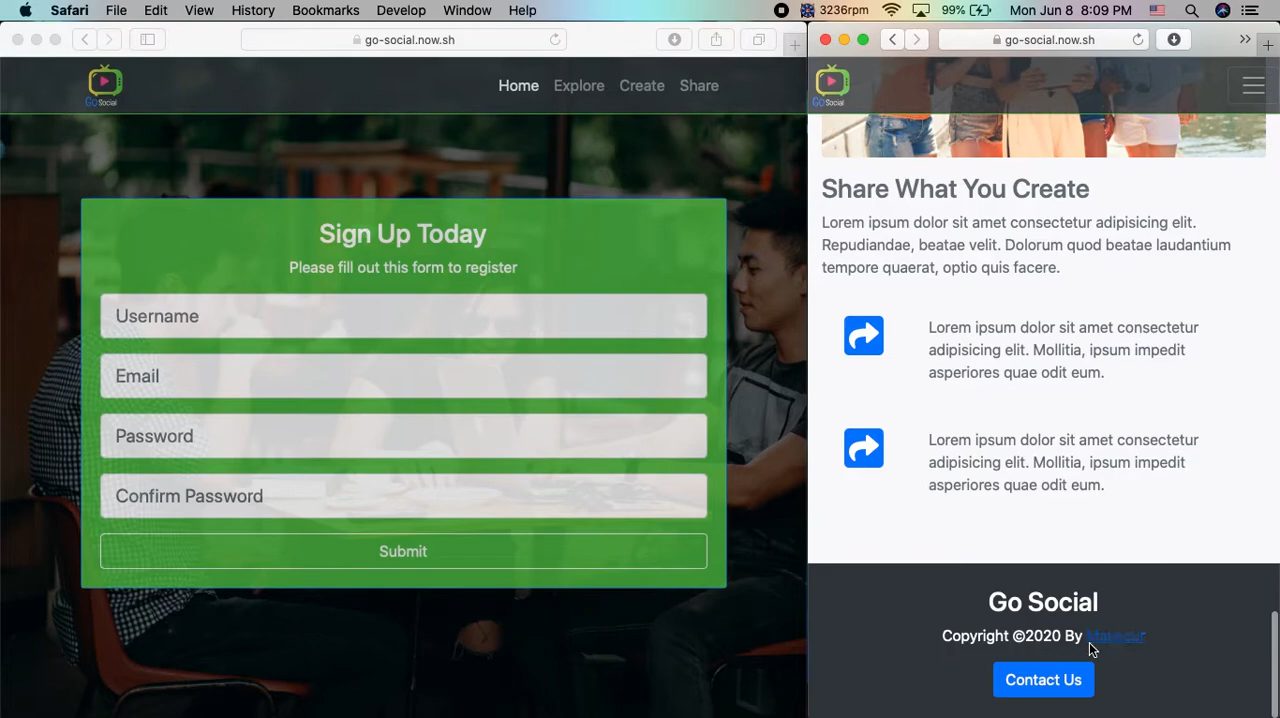 Safari File Edit View History Bookmarks Develop Window Help 3236rpm 99% Mon Jun 8 8:09 PM
go-social.now.sh
go-social.now.sh
Go Social
Home Explore Create Share
Go Social
Sign Up Today
Please fill out this form to register
Username
Email
Password
Confirm Password
Submit
Share What You Create
Lorem ipsum dolor sit amet consectetur adipisicing elit.
Repudiandae, beatae velit. Dolorum quod beatae laudantium
tempore quaerat, optio quis facere.
Lorem ipsum dolor sit amet consectetur
adipisicing elit. Mollitia, ipsum impedit
asperiores quae odit eum.
Lorem ipsum dolor sit amet consectetur
adipisicing elit. Mollitia, ipsum impedit
asperiores quae odit eum.
Go Social
Copyright ©2020 By
Contact Us